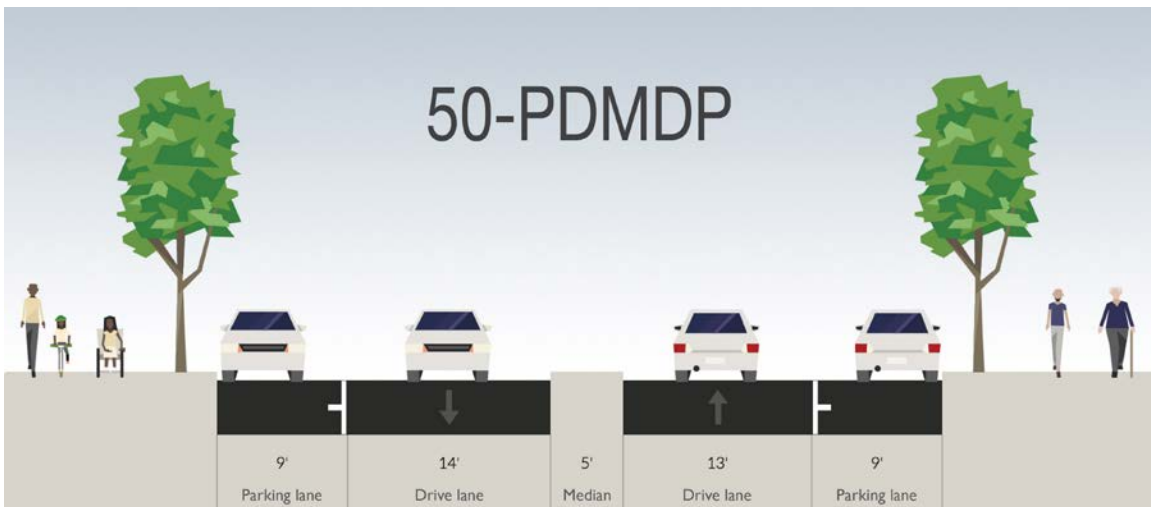 50-PDMDP
9' 14' 5' 13' 9'
Parking lane Drive lane Median Drive lane Parking lane